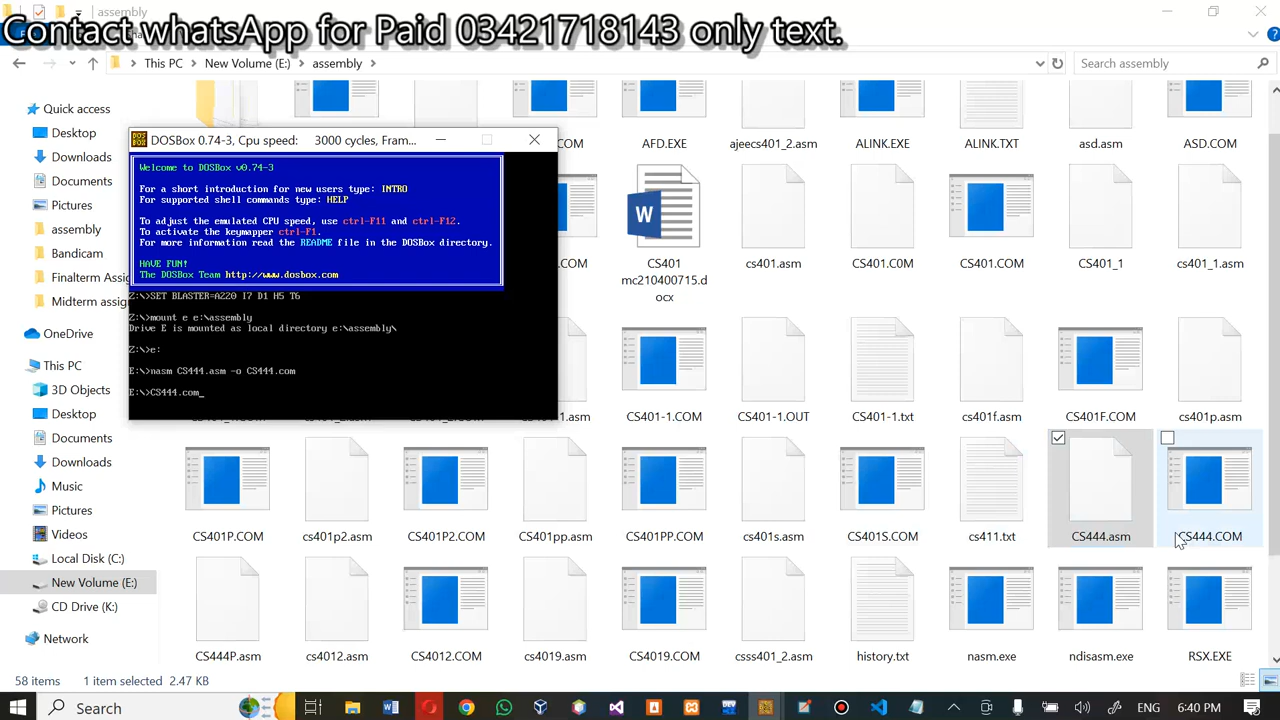 assembly
Contact whatsApp for Paid 03421718143 only text.
This PC
New Volume (E:)
assembly
Search assembly
Quick access
Desktop
Downloads
Documents
Pictures
assembly
Bandicam
Finalterm Assig
Midterm assig
OneDrive
This PC
3D Objects
Desktop
Documents
Downloads
Music
Pictures
Videos
Local Disk (C:)
New Volume (E:)
CD Drive (K:)
Network
DOSBox 0.74-3, Cpu speed: 3000 cycles, Fram...
Welcome to DOSBox v0.74-3
For a short introduction for new users type: INTRO
For supported shell commands type: HELP
To adjust the emulated CPU speed, use ctrl-F11 and ctrl-F12.
To activate the keymapper ctrl-F1.
For more information read the README file in the DOSBox directory.
HAVE FUN!
The DOSBox Team http://www.dosbox.com
Z:\>SET BLASTER=A220 I7 D1 H5 T6
Z:\>mount e e:\assembly
Drive E is mounted as local directory e:\assembly\
Z:\>e:
E:\>nasm CS444.asm -o CS444.com
E:\>CS444.com_
COM AFD.EXE ajeecs401_2.asm ALINK.EXE ALINK.TXT asd.asm ASD.COM
COM CS401 cs401.asm CS401.COM CS401.COM CS401_1 cs401_1.asm
mc210400715.d
ocx
1.asm CS401-1.COM CS401-1.OUT CS401-1.txt cs401f.asm CS401F.COM cs401p.asm
CS401P.COM cs401p2.asm CS401P2.COM cs401pp.asm CS401PP.COM cs401s.asm CS401S.COM cs411.txt CS444.asm CS444.COM
CS444P.asm cs4012.asm CS4012.COM cs4019.asm CS4019.COM csss401_2.asm history.txt nasm.exe ndisasm.exe RSX.EXE
58 items 1 item selected 2.47 KB
Search
6:40 PM